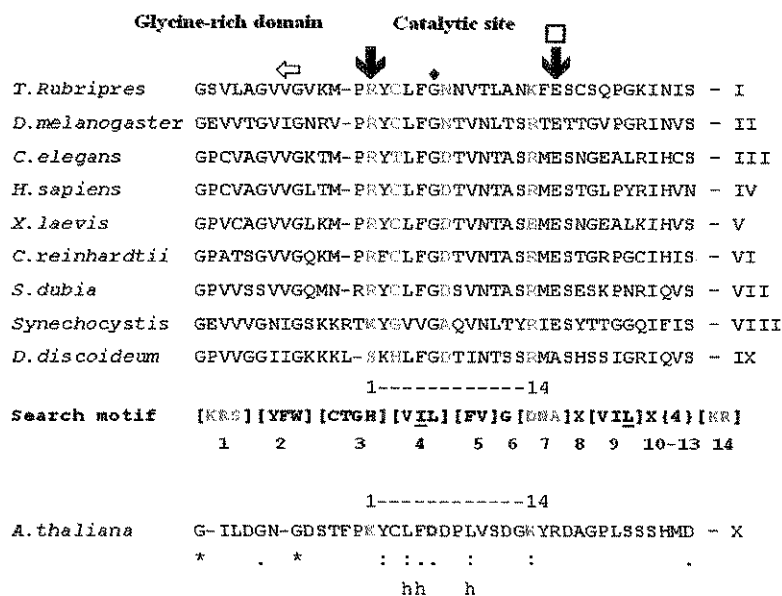 Glycine-rich domain Catalytic site
T.Rubripres GSVLAGVVGVKM-PRYCLFGNNVTLANKFESCSQPGKINIS - I
D.melanogaster GEVVTGVIGNRV-PRYCLFGNTVNLTSRTETTGVPGRINVS - II
C.elegans GPCVAGVVGKTM-PRYTLFGDTVNTASRMESNGEALRIHCS - III
H.sapiens GPCVAGVVGLTM-PRYCLFGDTVNTASRMESTGLPYRIHVN - IV
X.laevis GPVCAGVVGLKM-PRYCLFGDTVNTASRMESNGEALKIHVS - V
C.reinhardtii GPATSGVVGQKM-PRFCLFGDTVNTASRMESTGRPGCIHIS - VI
S.dubia GPVVSSVVGQMN-RRYCLFGDSVNTASRMESESKPNRIQVS - VII
Synechocystis GEVVVGNIGSKKRTKYGVVGAQVNLTYRIESYTTGGQIFIS - VIII
D.discoideum GPVVGGIIGKKKL-SKHLFGDTINTSSRMASHSSIGRIQVS - IX
1------------14
Search motif [KRS][YFW][CTGH][VIL][FV]G[DNA]X[VIL]X{4}[KR]
1 2 3 4 5 6 7 8 9 10-13 14
1------------14
A.thaliana G-ILDGN-GDSTFPKYCLFDDPLVSDGKYRDAGPLSSSHMD - X
* . * : :.. : : .
hh h